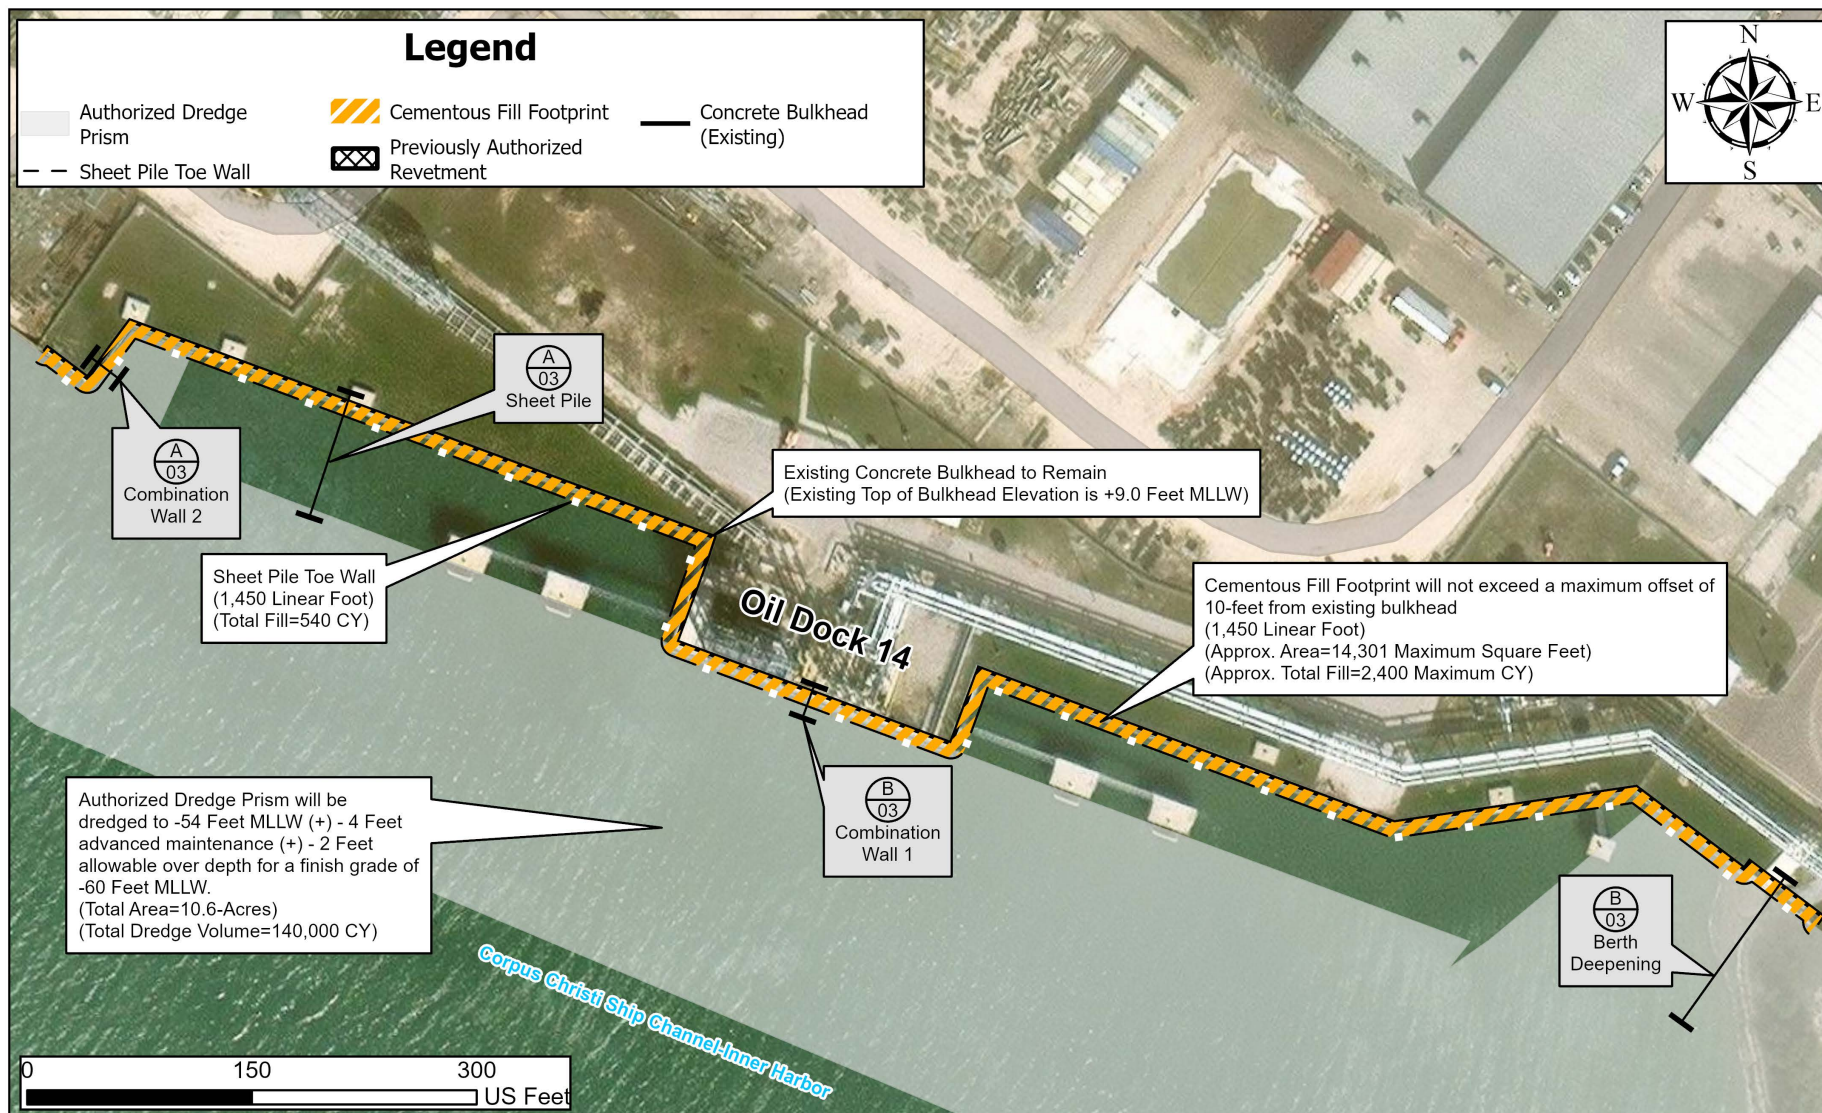 Legend
Authorized Dredge
Prism
Sheet Pile Toe Wall
Cementous Fill Footprint
Previously Authorized
Revetment
Concrete Bulkhead
(Existing)
N
W
E
S
A
03
Sheet Pile
A
03
Combination
Wall 2
Existing Concrete Bulkhead to Remain
(Existing Top of Bulkhead Elevation is +9.0 Feet MLLW)
Sheet Pile Toe Wall
(1,450 Linear Foot)
(Total Fill=540 CY)
Oil Dock 14
Cementous Fill Footprint will not exceed a maximum offset of
10-feet from existing bulkhead
(1,450 Linear Foot)
(Approx. Area=14,301 Maximum Square Feet)
(Approx. Total Fill=2,400 Maximum CY)
Authorized Dredge Prism will be
dredged to -54 Feet MLLW (+) - 4 Feet
advanced maintenance (+) - 2 Feet
allowable over depth for a finish grade of
-60 Feet MLLW.
(Total Area=10.6-Acres)
(Total Dredge Volume=140,000 CY)
B
03
Combination
Wall 1
B
03
Berth
Deepening
Corpus Christi Ship Channel-Inner Harbor
0 150 300
US Feet